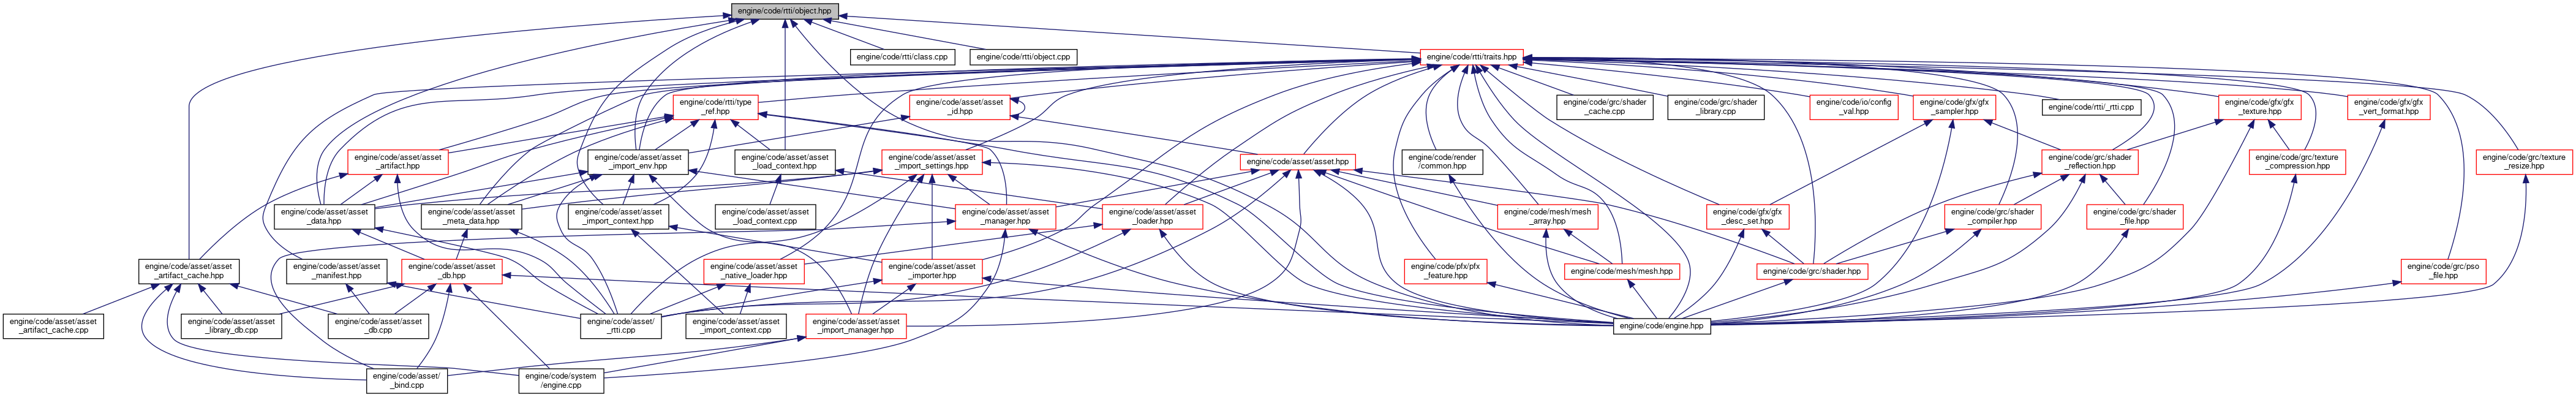 engine/code/rtti/object.hpp
engine/code/rtti/class.cpp
engine/code/rtti/object.cpp
engine/code/rtti/traits.hpp
engine/code/rtti/type
_ref.hpp
engine/code/asset/asset
_id.hpp
engine/code/grc/shader
_cache.cpp
engine/code/grc/shader
_library.cpp
engine/code/io/config
_val.hpp
engine/code/gfx/gfx
_sampler.hpp
engine/code/rtti/_rtti.cpp
engine/code/gfx/gfx
_texture.hpp
engine/code/gfx/gfx
_vert_format.hpp
engine/code/asset/asset
_artifact.hpp
engine/code/asset/asset
_import_env.hpp
engine/code/asset/asset
_load_context.hpp
engine/code/asset/asset
_import_settings.hpp
engine/code/asset/asset.hpp
engine/code/render
/common.hpp
engine/code/grc/shader
_reflection.hpp
engine/code/grc/texture
_compression.hpp
engine/code/grc/texture
_resize.hpp
engine/code/asset/asset
_data.hpp
engine/code/asset/asset
_meta_data.hpp
engine/code/asset/asset
_import_context.hpp
engine/code/asset/asset
_load_context.cpp
engine/code/asset/asset
_manager.hpp
engine/code/asset/asset
_loader.hpp
engine/code/mesh/mesh
_array.hpp
engine/code/gfx/gfx
_desc_set.hpp
engine/code/grc/shader
_compiler.hpp
engine/code/grc/shader
_file.hpp
engine/code/asset/asset
_artifact_cache.hpp
engine/code/asset/asset
_manifest.hpp
engine/code/asset/asset
_db.hpp
engine/code/asset/asset
_native_loader.hpp
engine/code/asset/asset
_importer.hpp
engine/code/pfx/pfx
_feature.hpp
engine/code/mesh/mesh.hpp
engine/code/grc/shader.hpp
engine/code/grc/pso
_file.hpp
engine/code/asset/asset
_artifact_cache.cpp
engine/code/asset/asset
_library_db.cpp
engine/code/asset/asset
_db.cpp
engine/code/asset/
_rtti.cpp
engine/code/asset/asset
_import_context.cpp
engine/code/asset/asset
_import_manager.hpp
engine/code/engine.hpp
engine/code/asset/
_bind.cpp
engine/code/system
/engine.cpp